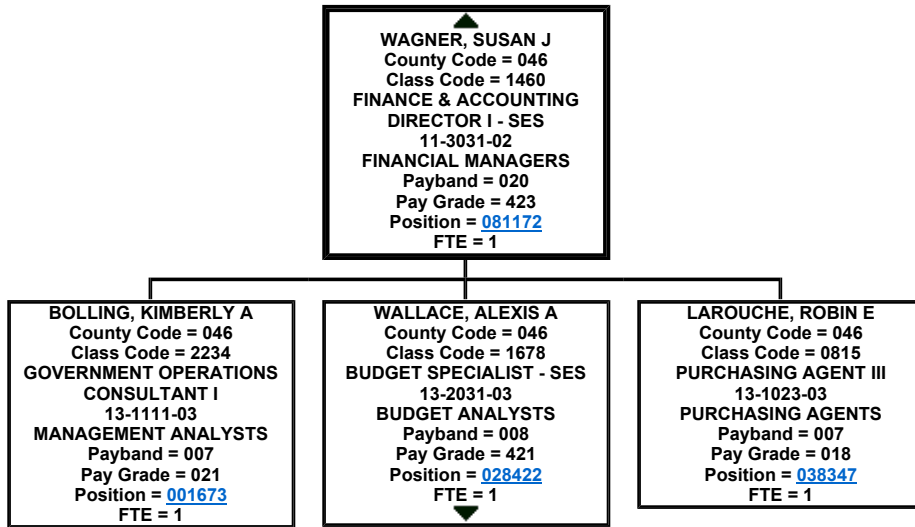 WAGNER, SUSAN J
County Code = 046
Class Code = 1460
FINANCE & ACCOUNTING
DIRECTOR I - SES
11-3031-02
FINANCIAL MANAGERS
Payband = 020
Pay Grade = 423
Position = 081172
FTE = 1
BOLLING, KIMBERLY A
County Code = 046
Class Code = 2234
GOVERNMENT OPERATIONS
CONSULTANT I
13-1111-03
MANAGEMENT ANALYSTS
Payband = 007
Pay Grade = 021
Position = 001673
FTE = 1
WALLACE, ALEXIS A
County Code = 046
Class Code = 1678
BUDGET SPECIALIST - SES
13-2031-03
BUDGET ANALYSTS
Payband = 008
Pay Grade = 421
Position = 028422
FTE = 1
LAROUCHE, ROBIN E
County Code = 046
Class Code = 0815
PURCHASING AGENT III
13-1023-03
PURCHASING AGENTS
Payband = 007
Pay Grade = 018
Position = 038347
FTE = 1